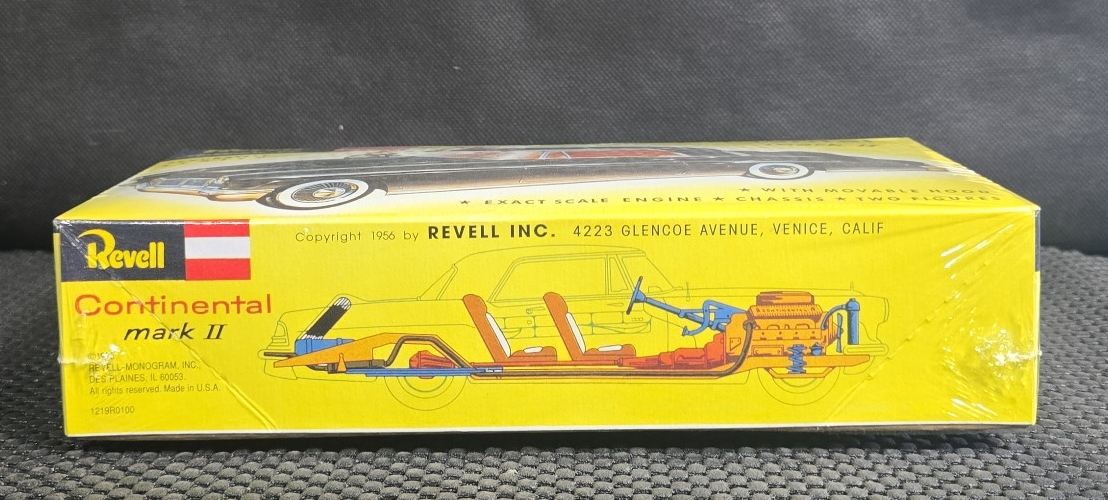 ★ WITH MOVABLE HOOD
★ EXACT SCALE ENGINE ★ CHASSIS ★ TWO FIGURES
Revell
Copyright 1956 by REVELL INC. 4223 GLENCOE AVENUE, VENICE, CALIF
Continental
mark II
REVELL-MONOGRAM, INC.
DES PLAINES, IL 60053.
All rights reserved. Made in U.S.A.
1219R0100
CONTINENTAL